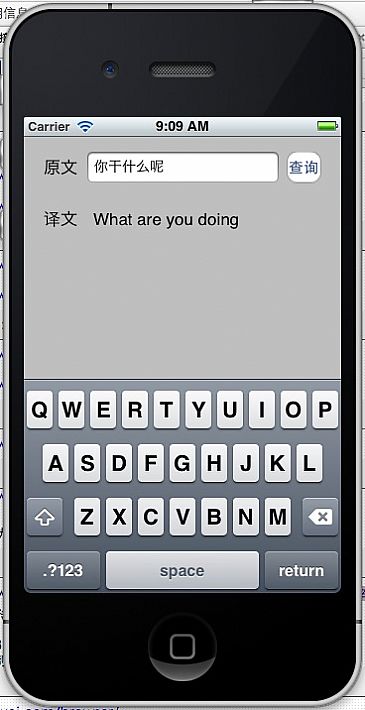 Carrier 9:09 AM
原文 你干什么呢 查询
译文 What are you doing
Q W E R T Y U I O P
A S D F G H J K L
Z X C V B N M
.?123 space return